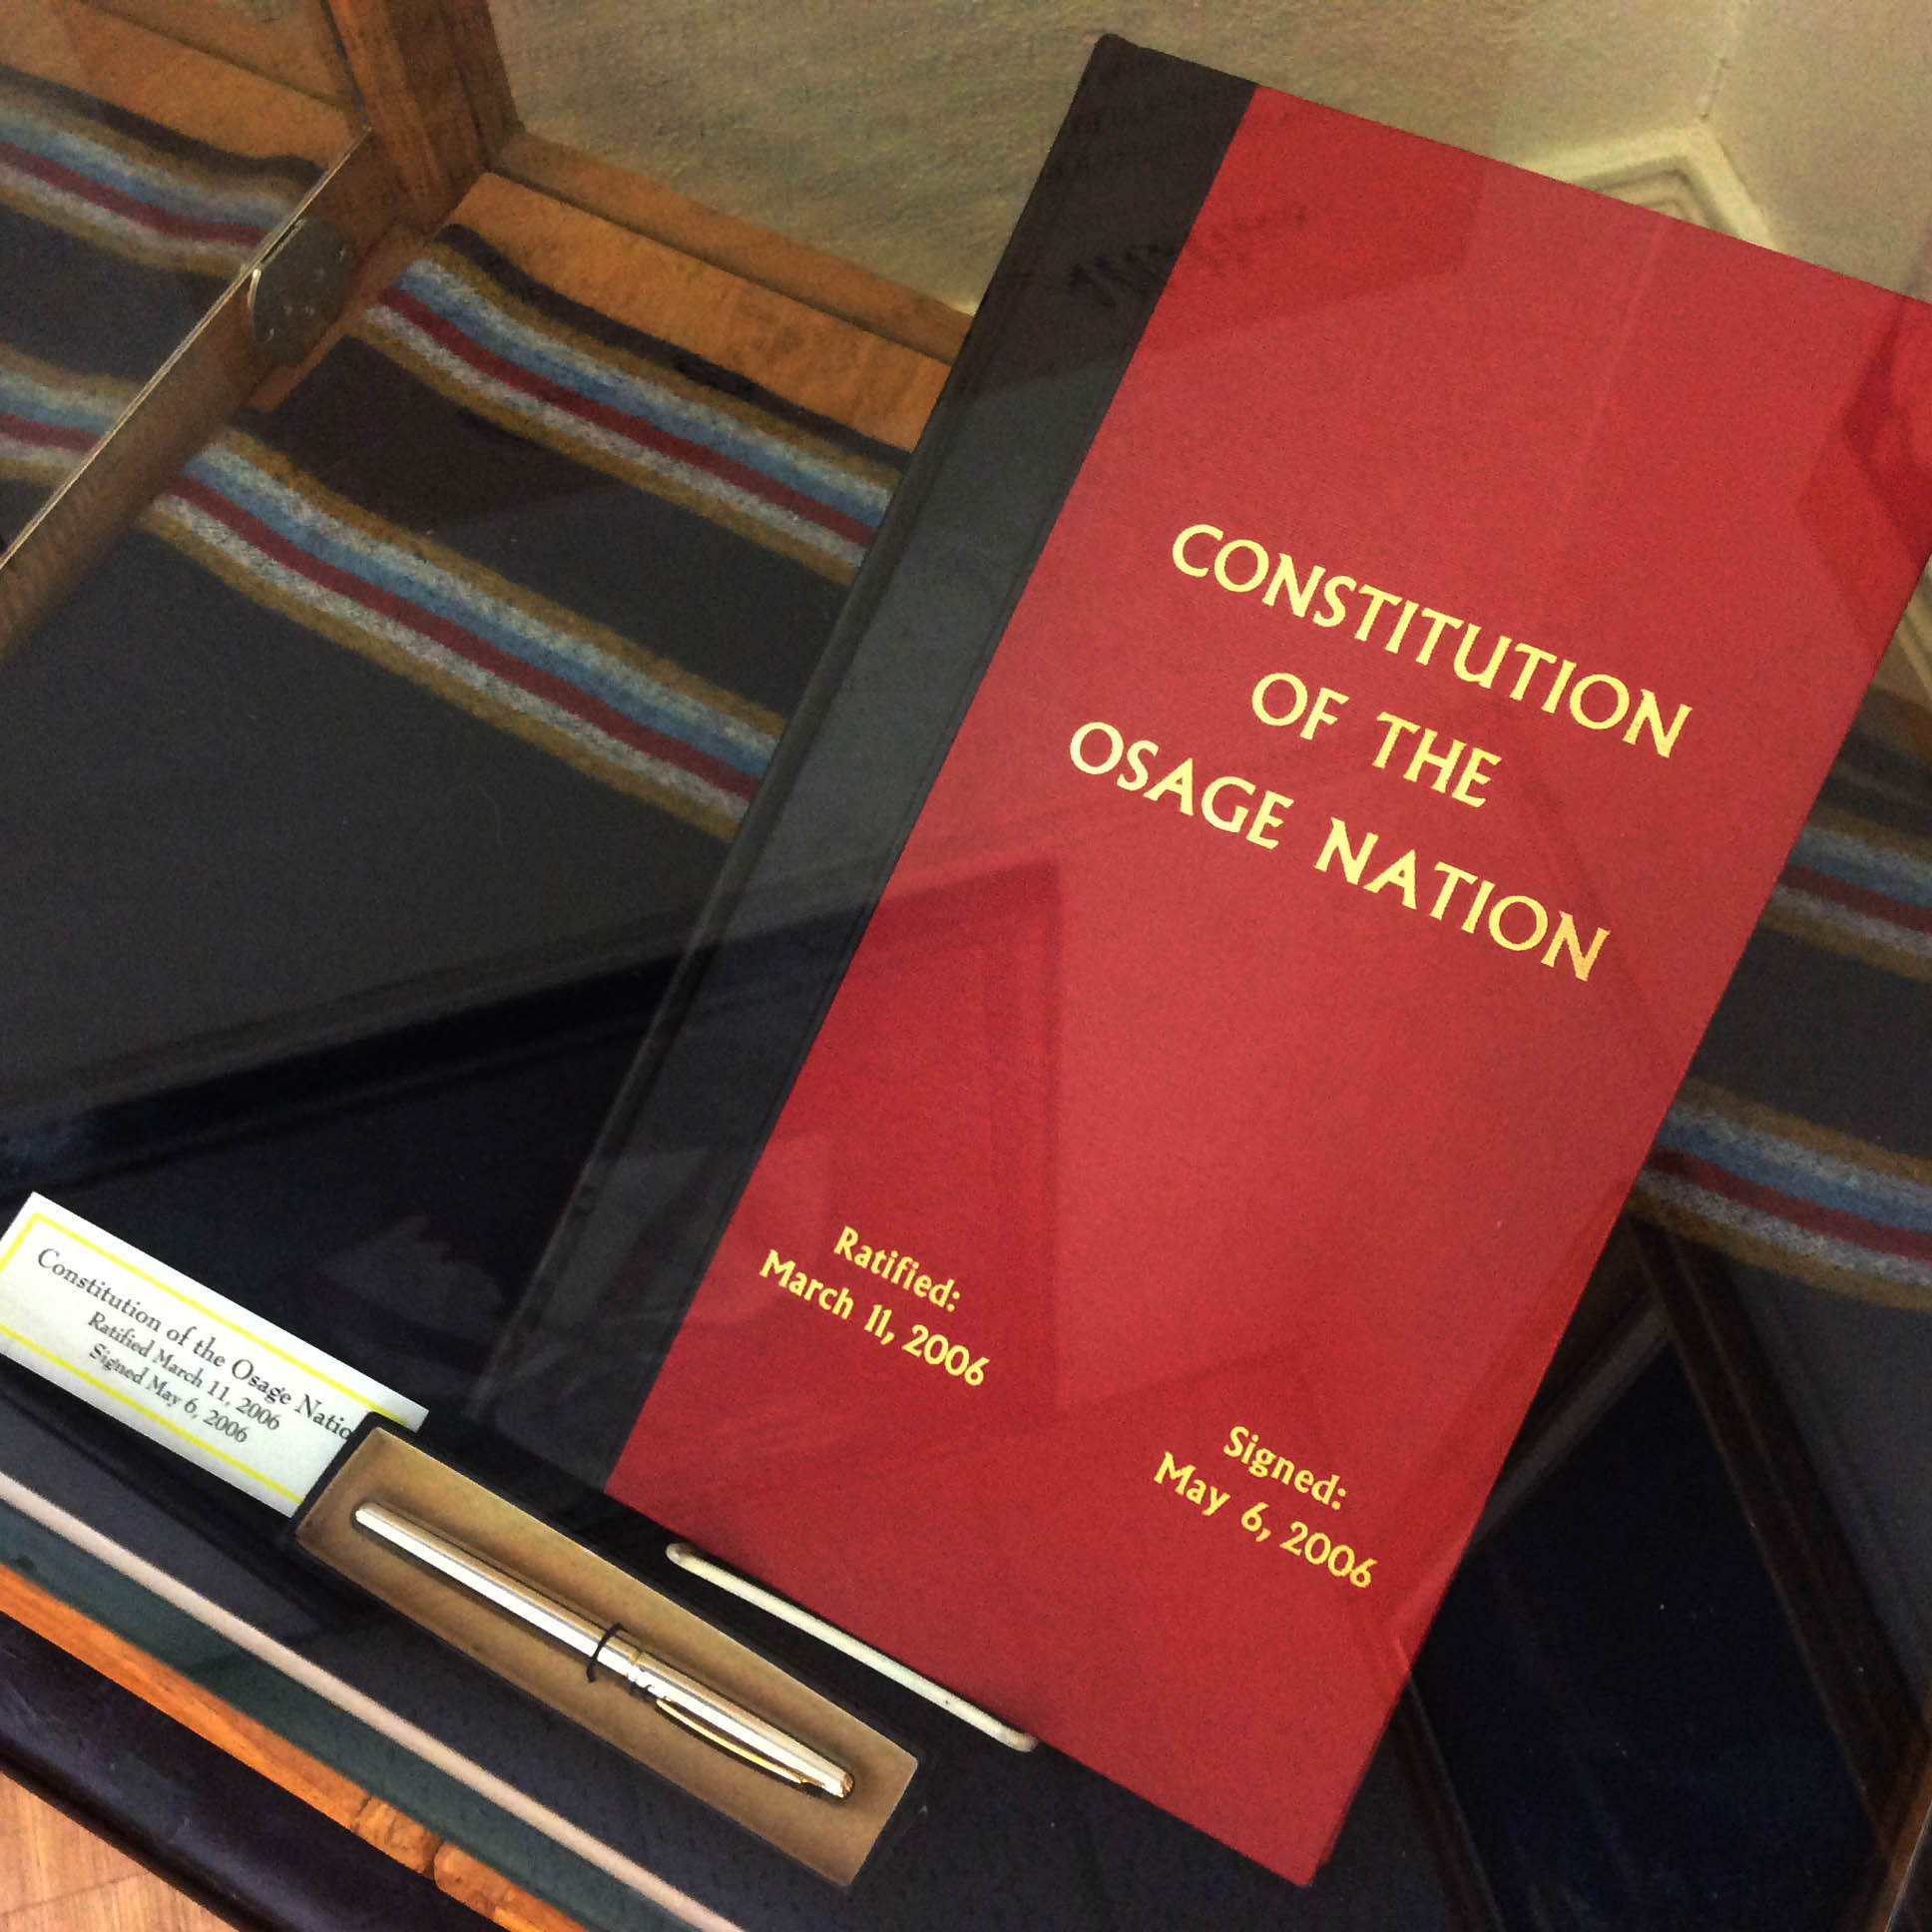 CONSTITUTION
OF THE
OSAGE NATION
Ratified:
March 11, 2006
Signed:
May 6, 2006
Constitution of the Osage Natio
Ratified March 11, 2006
Signed May 6, 2006